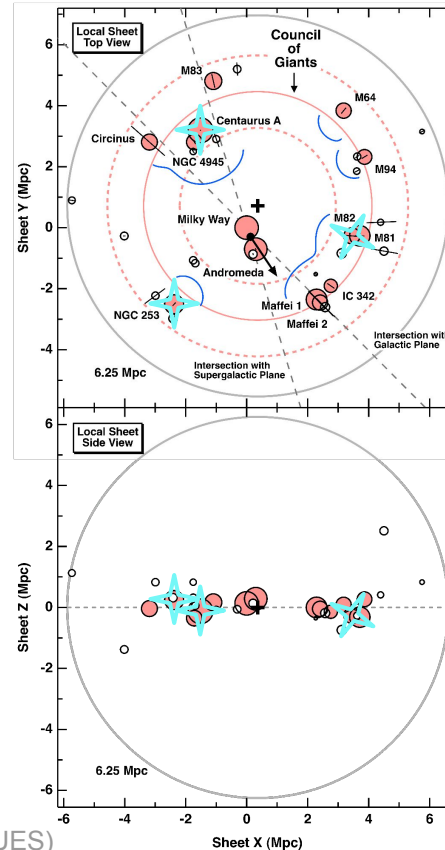 Local Sheet
Top View
Council
of
Giants
M83
M64
Centaurus A
Circinus
NGC 4945
M94
Milky Way
M82
M81
Andromeda
IC 342
Maffei 1
Maffei 2
NGC 253
Intersection with
Galactic Plane
Intersection with
Supergalactic Plane
6.25 Mpc
Sheet Y (Mpc)
6
4
2
0
-2
-4
Local Sheet
Side View
6.25 Mpc
Sheet Z (Mpc)
6
4
2
0
-2
-4
-6
-6 -4 -2 0 2 4 6
Sheet X (Mpc)
UES)